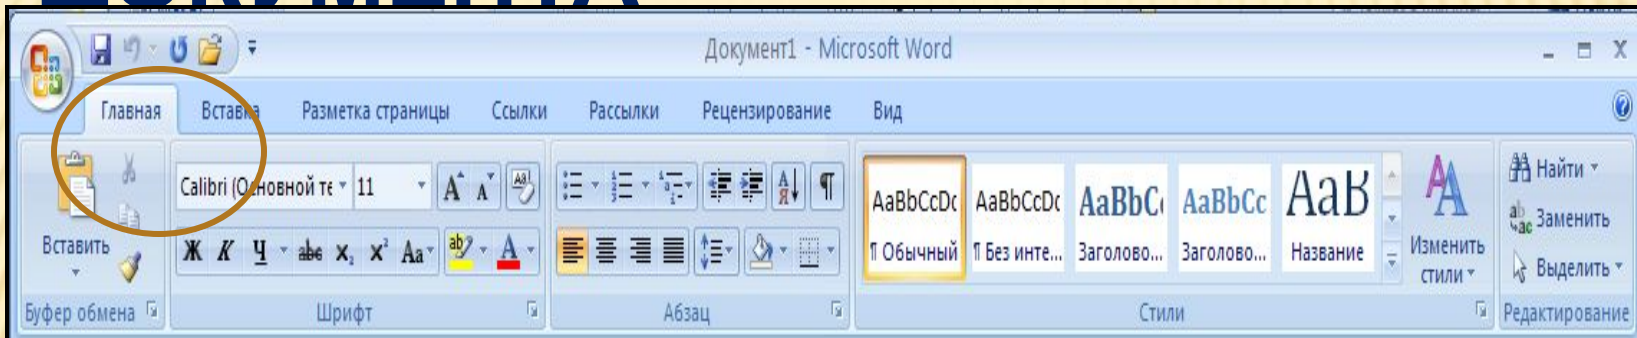 Документ1 - Microsoft Word
Главная Вставка Разметка страницы Ссылки Рассылки Рецензирование Вид
Calibri (Основной те 11
AaBbCcDc AaBbCcDc AaBbC AaBbCc AaB
Вставить
Ж К Ч abc x₂ x² Aa ab А
¶ Обычный ¶ Без инте... Заголово... Заголово... Название
Изменить стили
Найти
Заменить
Выделить
Буфер обмена Шрифт Абзац Стили Редактирование